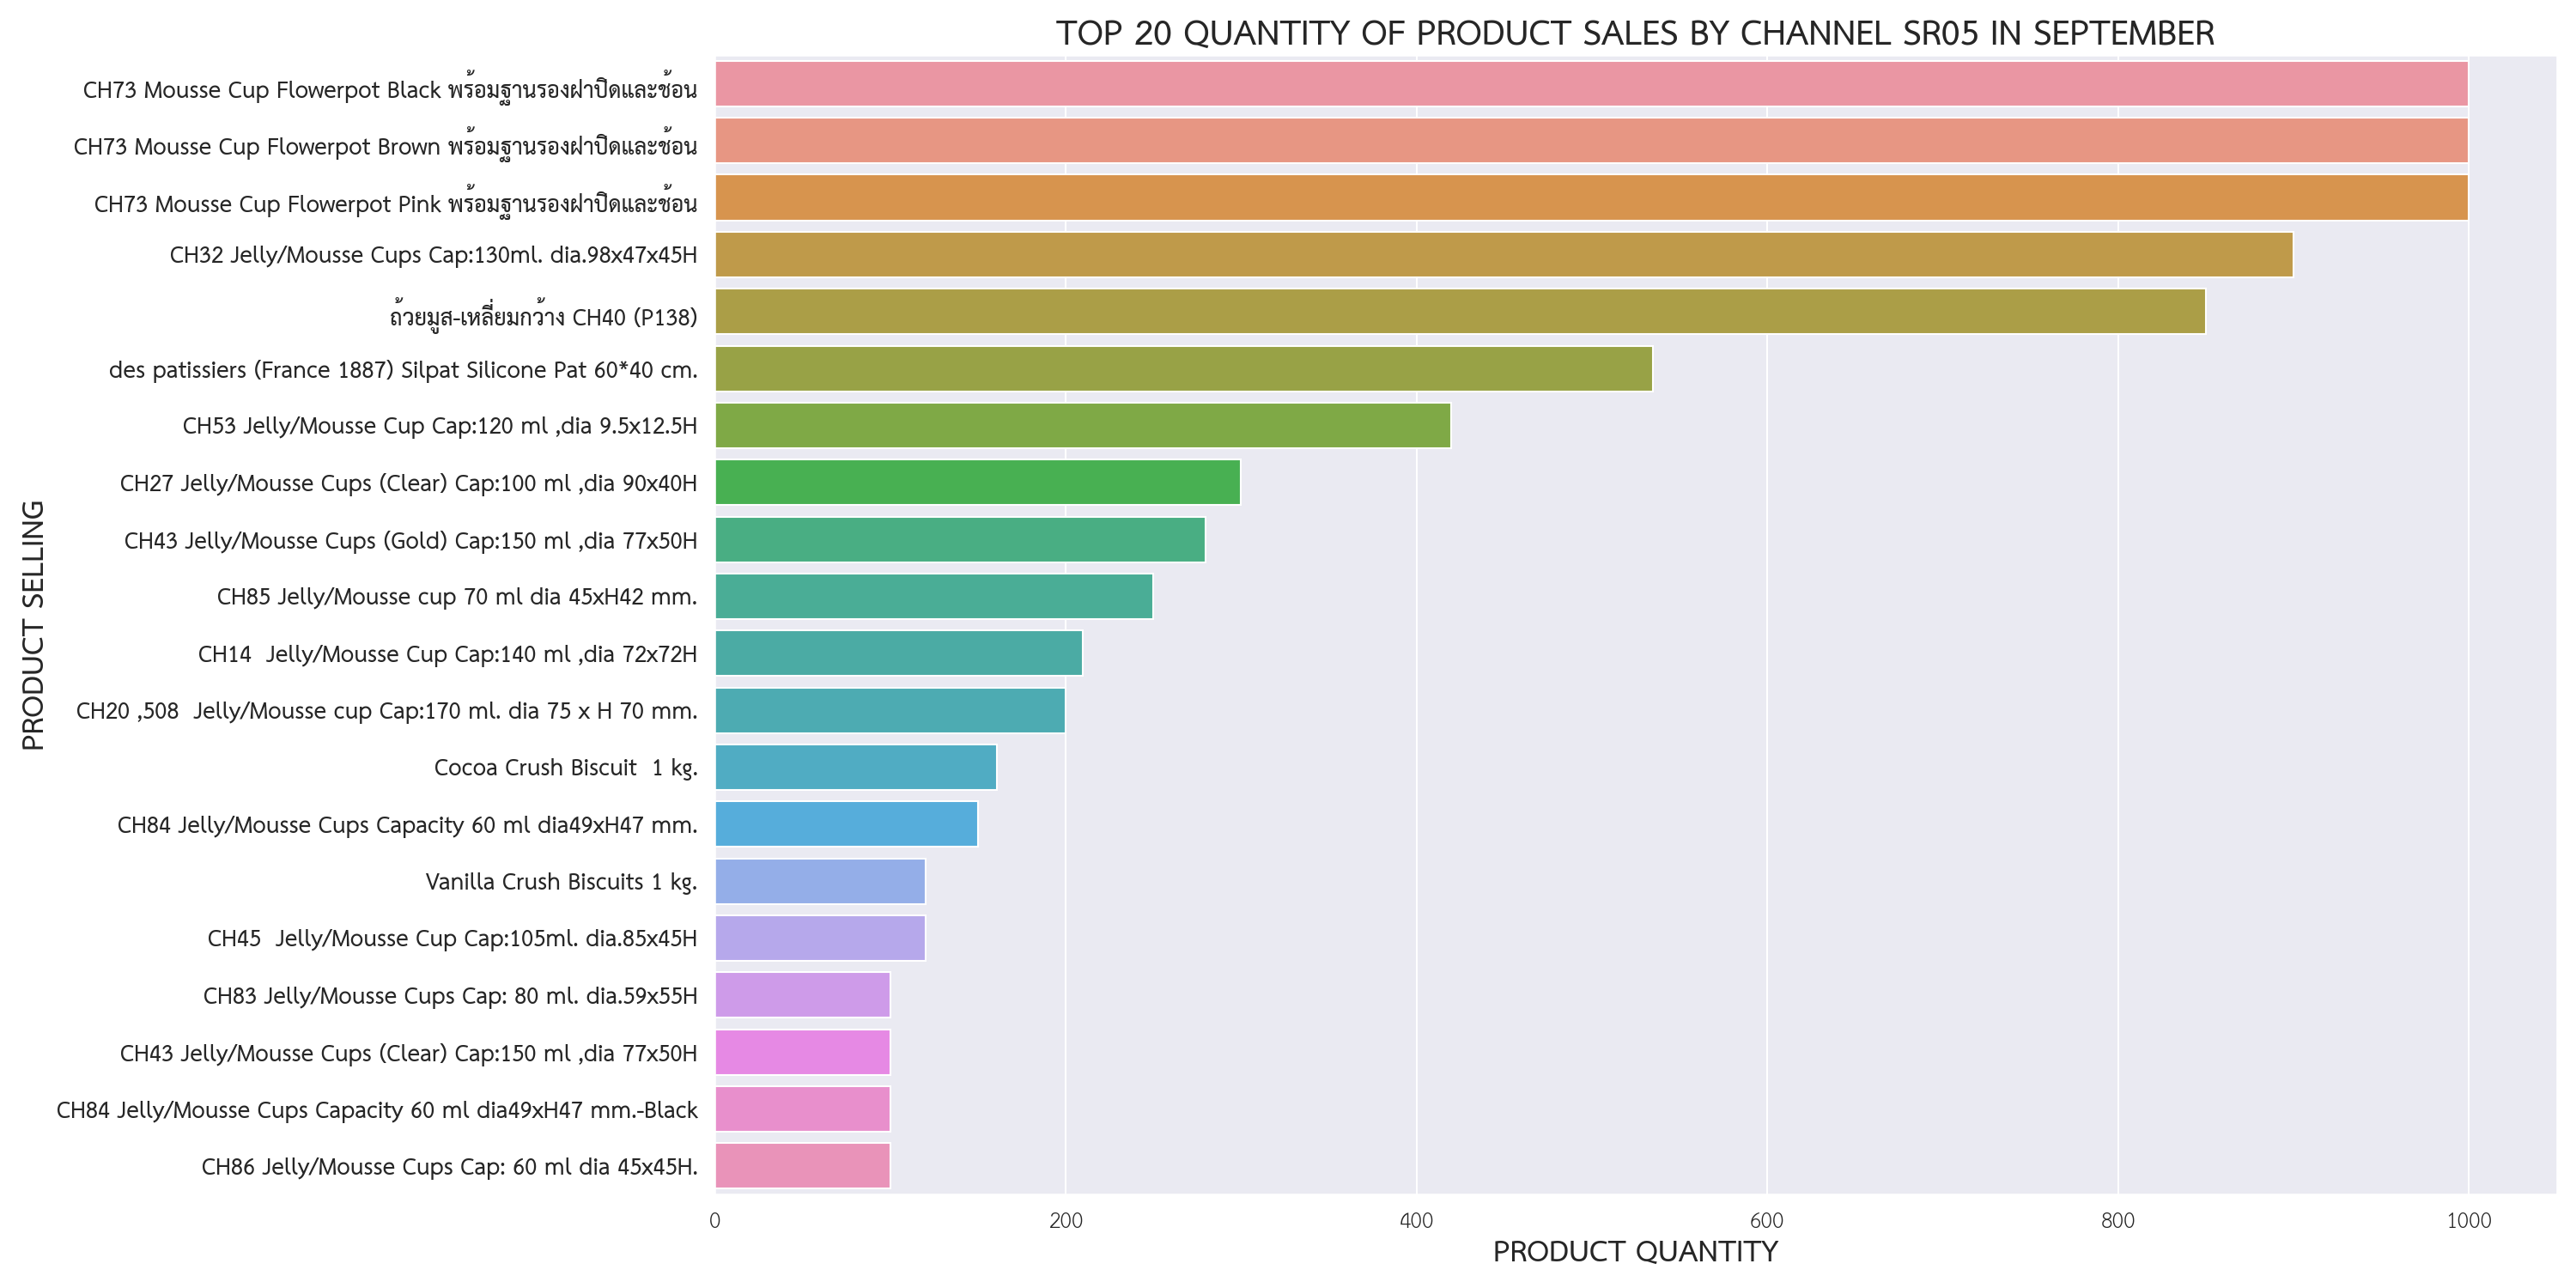 TOP 20 QUANTITY OF PRODUCT SALES BY CHANNEL SR05 IN SEPTEMBER
CH73 Mousse Cup Flowerpot Black พร้อมฐานรองฝาปิดและช้อน
CH73 Mousse Cup Flowerpot Brown พร้อมฐานรองฝาปิดและช้อน
CH73 Mousse Cup Flowerpot Pink พร้อมฐานรองฝาปิดและช้อน
CH32 Jelly/Mousse Cups Cap:130ml. dia.98x47x45H
ถ้วยมูส-เหลี่ยมกว้าง CH40 (P138)
des patissiers (France 1887) Silpat Silicone Pat 60*40 cm.
CH53 Jelly/Mousse Cup Cap:120 ml ,dia 9.5x12.5H
CH27 Jelly/Mousse Cups (Clear) Cap:100 ml ,dia 90x40H
CH43 Jelly/Mousse Cups (Gold) Cap:150 ml ,dia 77x50H
CH85 Jelly/Mousse cup 70 ml dia 45xH42 mm.
CH14  Jelly/Mousse Cup Cap:140 ml ,dia 72x72H
CH20 ,508  Jelly/Mousse cup Cap:170 ml. dia 75 x H 70 mm.
Cocoa Crush Biscuit  1 kg.
CH84 Jelly/Mousse Cups Capacity 60 ml dia49xH47 mm.
Vanilla Crush Biscuits 1 kg.
CH45  Jelly/Mousse Cup Cap:105ml. dia.85x45H
CH83 Jelly/Mousse Cups Cap: 80 ml. dia.59x55H
CH43 Jelly/Mousse Cups (Clear) Cap:150 ml ,dia 77x50H
CH84 Jelly/Mousse Cups Capacity 60 ml dia49xH47 mm.-Black
CH86 Jelly/Mousse Cups Cap: 60 ml dia 45x45H.
PRODUCT SELLING
0 200 400 600 800 1000
PRODUCT QUANTITY